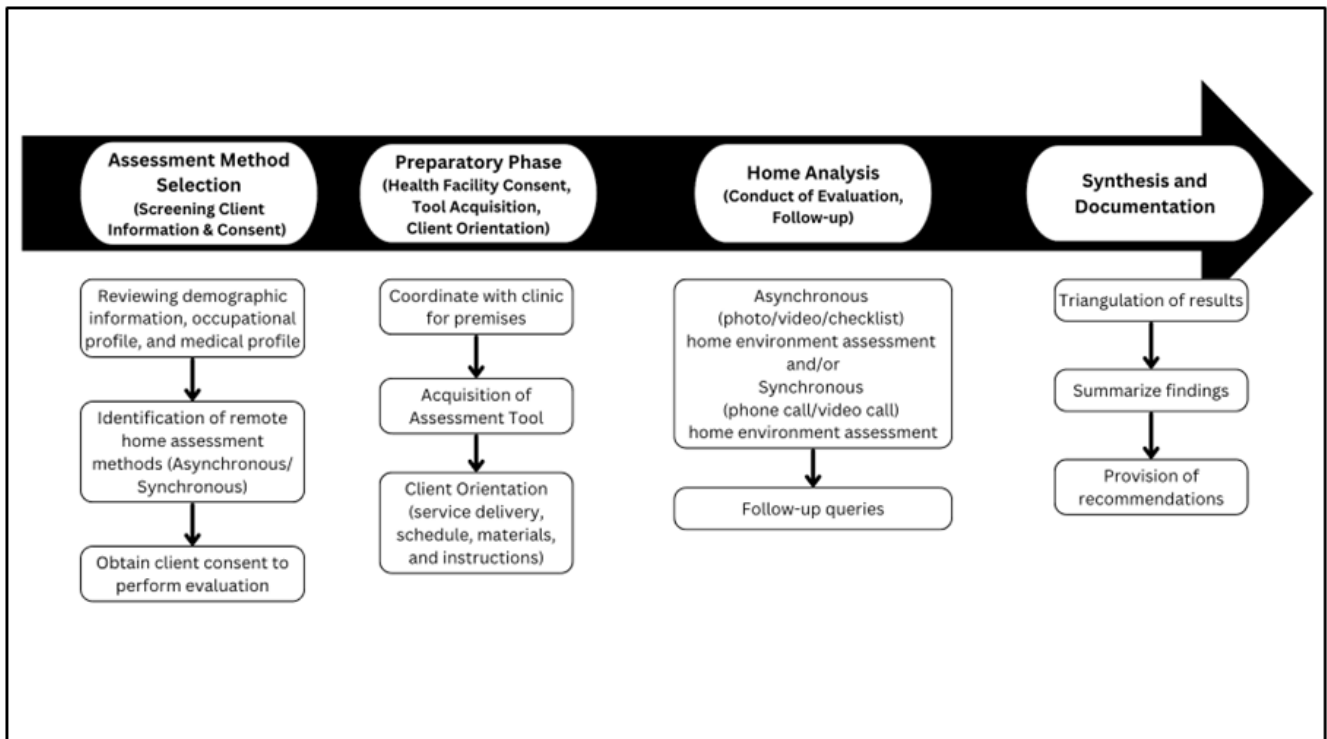 Assessment Method
Selection
(Screening Client
Information & Consent)
Reviewing demographic
information, occupational
profile, and medical profile
Identification of remote
home assessment
methods (Asynchronous/
Synchronous)
Obtain client consent to
perform evaluation
Preparatory Phase
(Health Facility Consent,
Tool Acquisition,
Client Orientation)
Coordinate with clinic
for premises
Acquisition of
Assessment Tool
Client Orientation
(service delivery,
schedule, materials,
and instructions)
Home Analysis
(Conduct of Evaluation,
Follow-up)
Asynchronous
(photo/video/checklist)
home environment assessment
and/or
Synchronous
(phone call/video call)
home environment assessment
Follow-up queries
Synthesis and
Documentation
Triangulation of results
Summarize findings
Provision of
recommendations